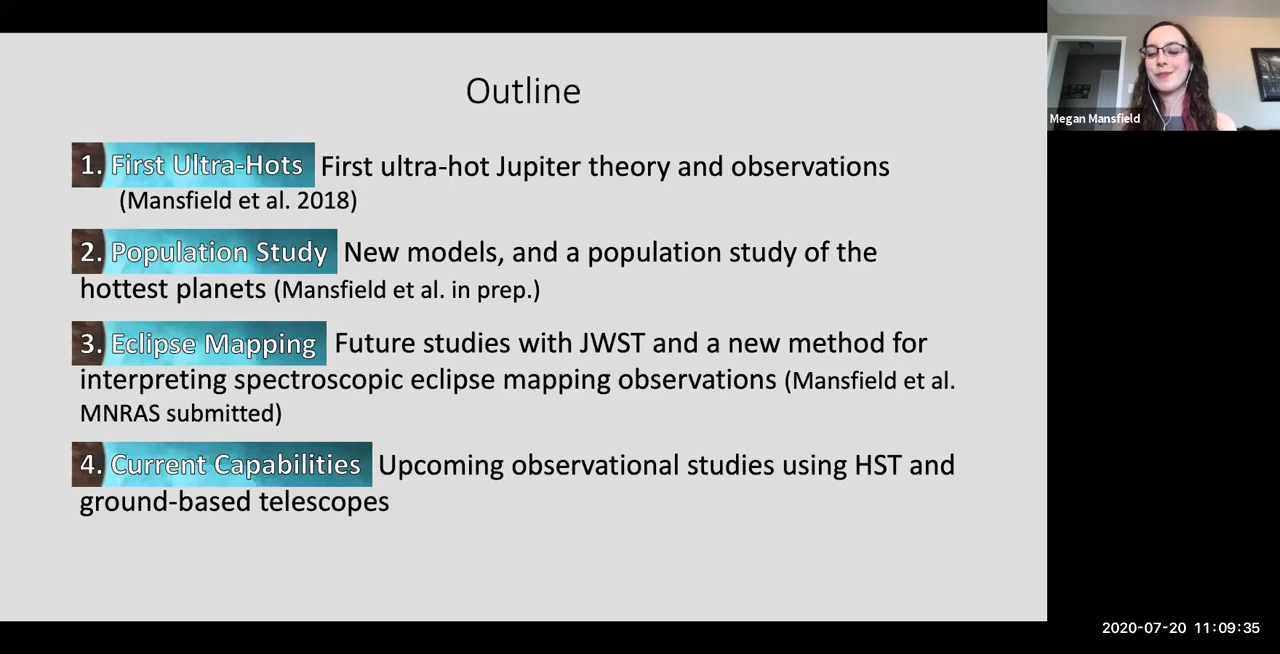 Outline
1. First Ultra-Hots First ultra-hot Jupiter theory and observations
(Mansfield et al. 2018)
2. Population Study New models, and a population study of the
hottest planets (Mansfield et al. in prep.)
3. Eclipse Mapping Future studies with JWST and a new method for
interpreting spectroscopic eclipse mapping observations (Mansfield et al.
MNRAS submitted)
4. Current Capabilities Upcoming observational studies using HST and
ground-based telescopes
Megan Mansfield
2020-07-20 11:09:35